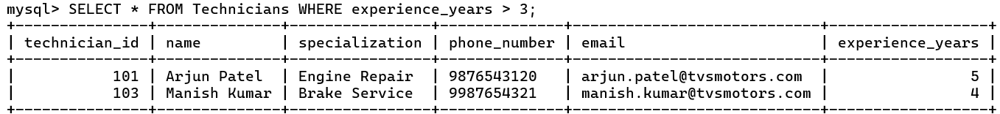 mysql> SELECT * FROM Technicians WHERE experience_years > 3;
+---------------+--------------+----------------+--------------+--------------------------+------------------+
| technician_id | name         | specialization | phone_number | email                    | experience_years |
+---------------+--------------+----------------+--------------+--------------------------+------------------+
|           101 | Arjun Patel  | Engine Repair  | 9876543120   | arjun.patel@tvsmotors.com  |                5 |
|           103 | Manish Kumar | Brake Service  | 9987654321   | manish.kumar@tvsmotors.com |                4 |
+---------------+--------------+----------------+--------------+--------------------------+------------------+